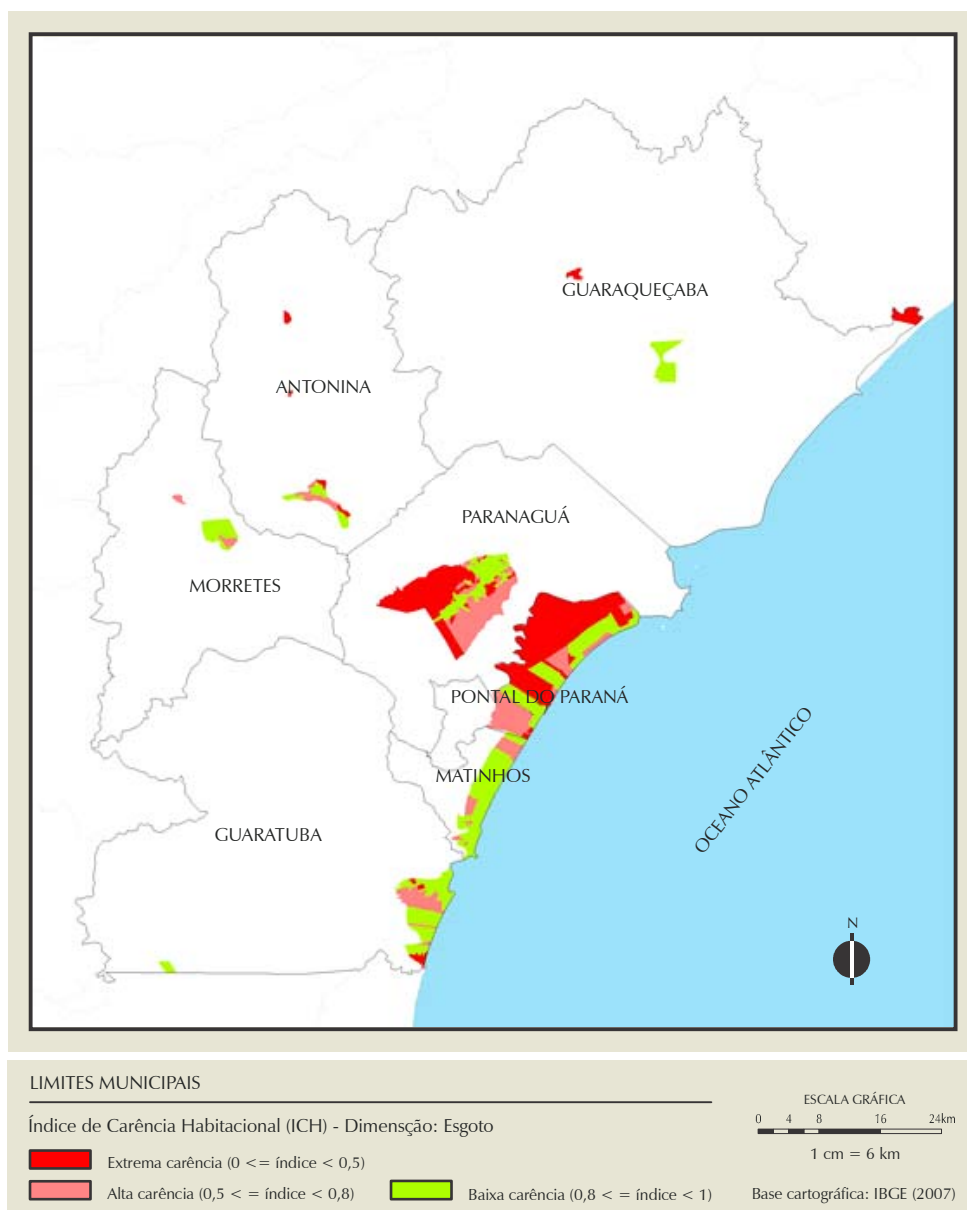 GUARAQUEÇABA
ANTONINA
PARANAGUÁ
MORRETES
PONTAL DO PARANÁ
MATINHOS
OCEANO ATLÂNTICO
GUARATUBA
N
LIMITES MUNICIPAIS
Índice de Carência Habitacional (ICH) - Dimensção: Esgoto
Extrema carência (0 <= índice < 0,5)
Alta carência (0,5 < = índice < 0,8)
Baixa carência (0,8 < = índice < 1)
ESCALA GRÁFICA
0 4 8 16 24km
1 cm = 6 km
Base cartográfica: IBGE (2007)